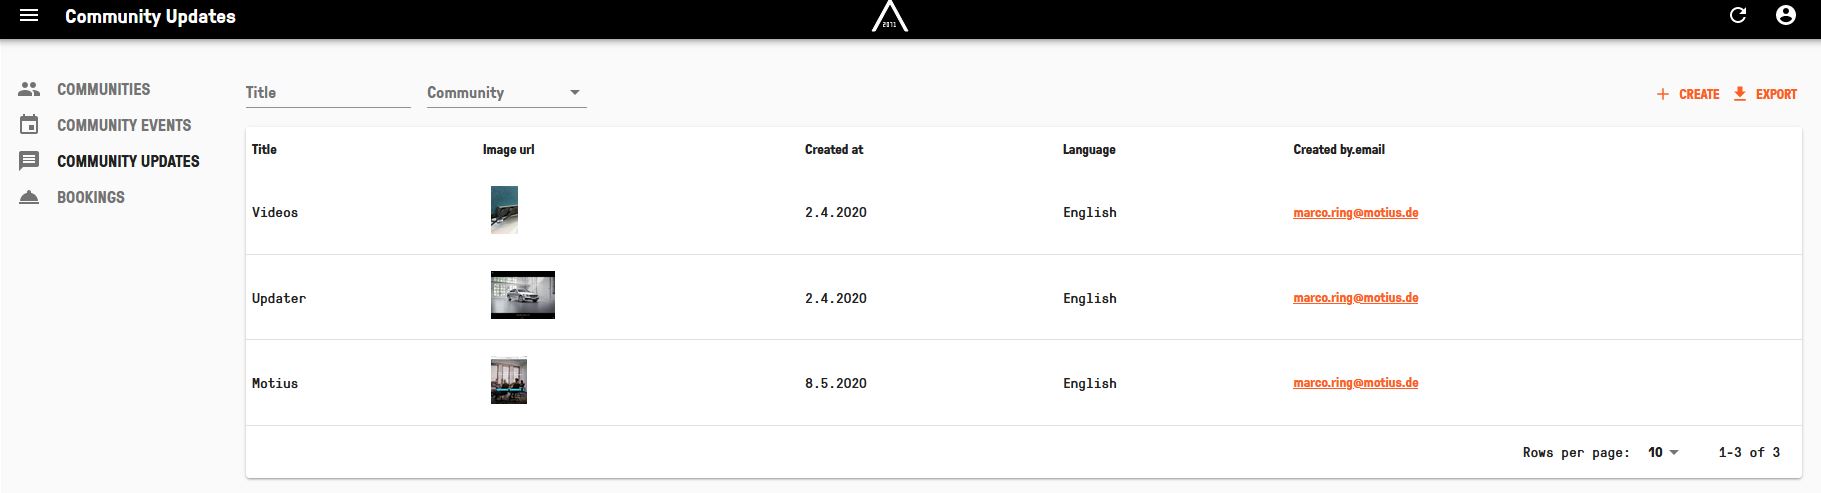 Community Updates
2071
COMMUNITIES
COMMUNITY EVENTS
COMMUNITY UPDATES
BOOKINGS
Title Community CREATE EXPORT
Title Image url Created at Language Created by.email
Videos 2.4.2020 English marco.ring@motius.de
Updater 2.4.2020 English marco.ring@motius.de
Motius 8.5.2020 English marco.ring@motius.de
Rows per page: 10 1-3 of 3